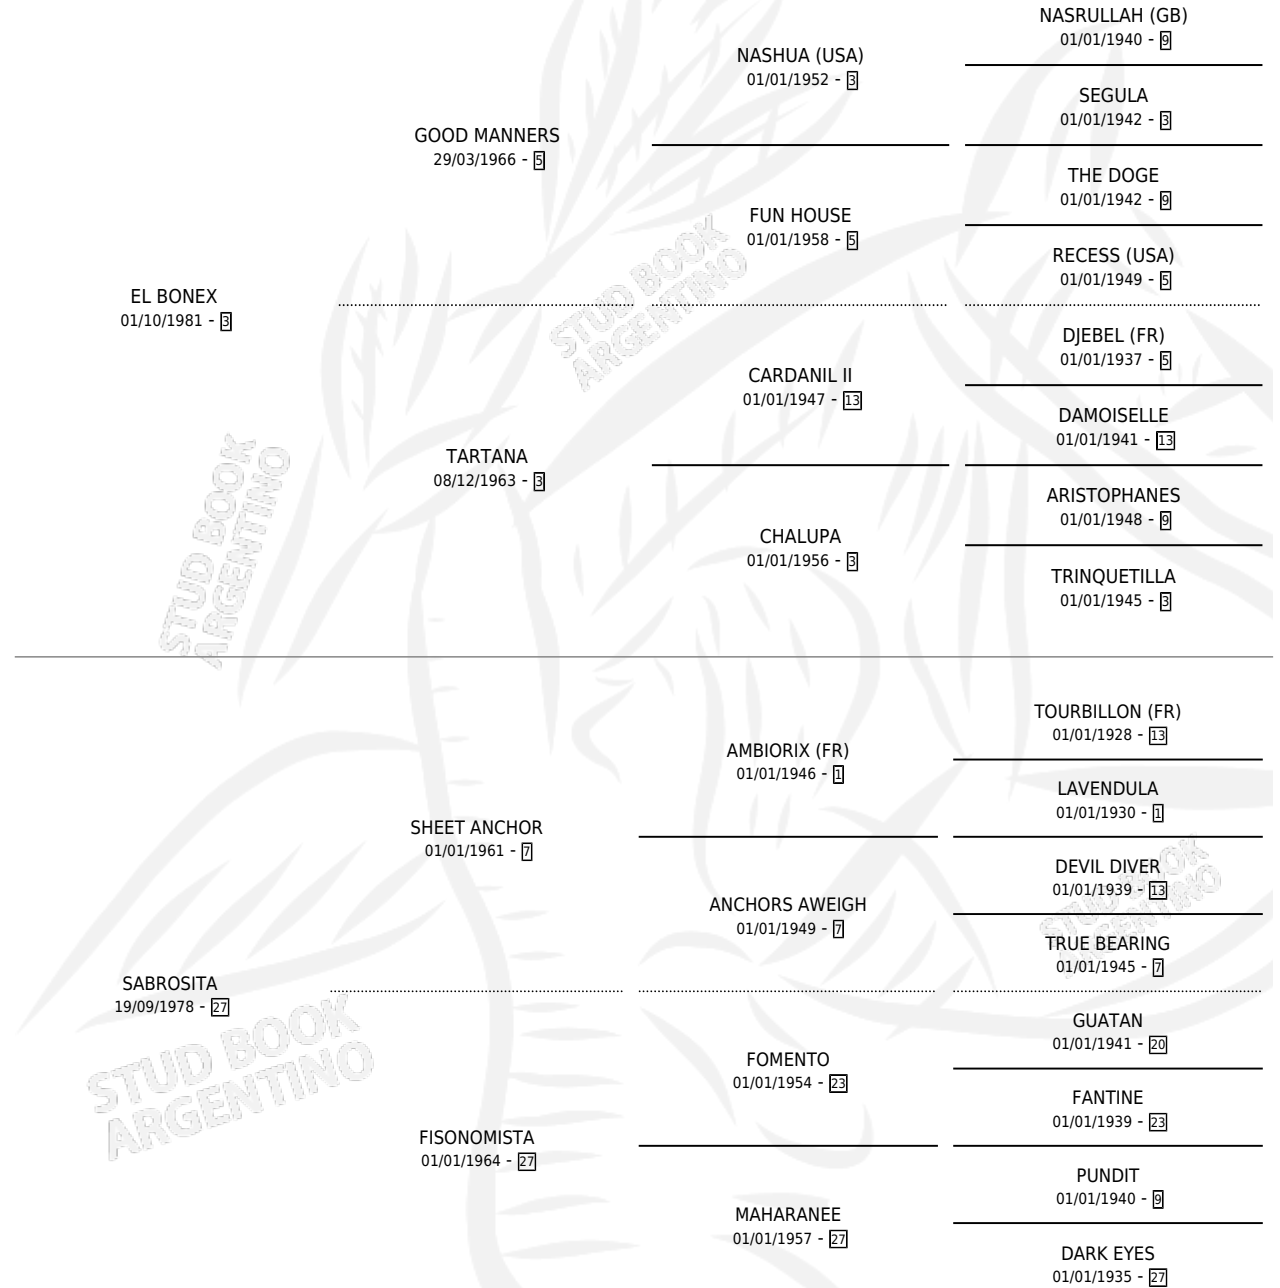 NASRULLAH (GB)
01/01/1940 - 9
NASHUA (USA)
01/01/1952 - 3
SEGULA
01/01/1942 - 3
GOOD MANNERS
29/03/1966 - 5
THE DOGE
01/01/1942 - 9
FUN HOUSE
01/01/1958 - 5
RECESS (USA)
01/01/1949 - 5
EL BONEX
01/10/1981 - 3
DJEBEL (FR)
01/01/1937 - 5
CARDANIL II
01/01/1947 - 13
DAMOISELLE
01/01/1941 - 13
TARTANA
08/12/1963 - 3
ARISTOPHANES
01/01/1948 - 9
CHALUPA
01/01/1956 - 3
TRINQUETILLA
01/01/1945 - 3
TOURBILLON (FR)
01/01/1928 - 13
AMBIORIX (FR)
01/01/1946 - 1
LAVENDULA
01/01/1930 - 1
SHEET ANCHOR
01/01/1961 - 7
DEVIL DIVER
01/01/1939 - 13
ANCHORS AWEIGH
01/01/1949 - 7
TRUE BEARING
01/01/1945 - 7
SABROSITA
19/09/1978 - 27
GUATAN
01/01/1941 - 20
FOMENTO
01/01/1954 - 23
FANTINE
01/01/1939 - 23
FISONOMISTA
01/01/1964 - 27
PUNDIT
01/01/1940 - 9
MAHARANEE
01/01/1957 - 27
DARK EYES
01/01/1935 - 27
STUD BOOK
ARGENTINO
STUD BOOK
ARGENTINO
STUD BOOK
ARGENTINO
STUD BOOK
ARGENTINO